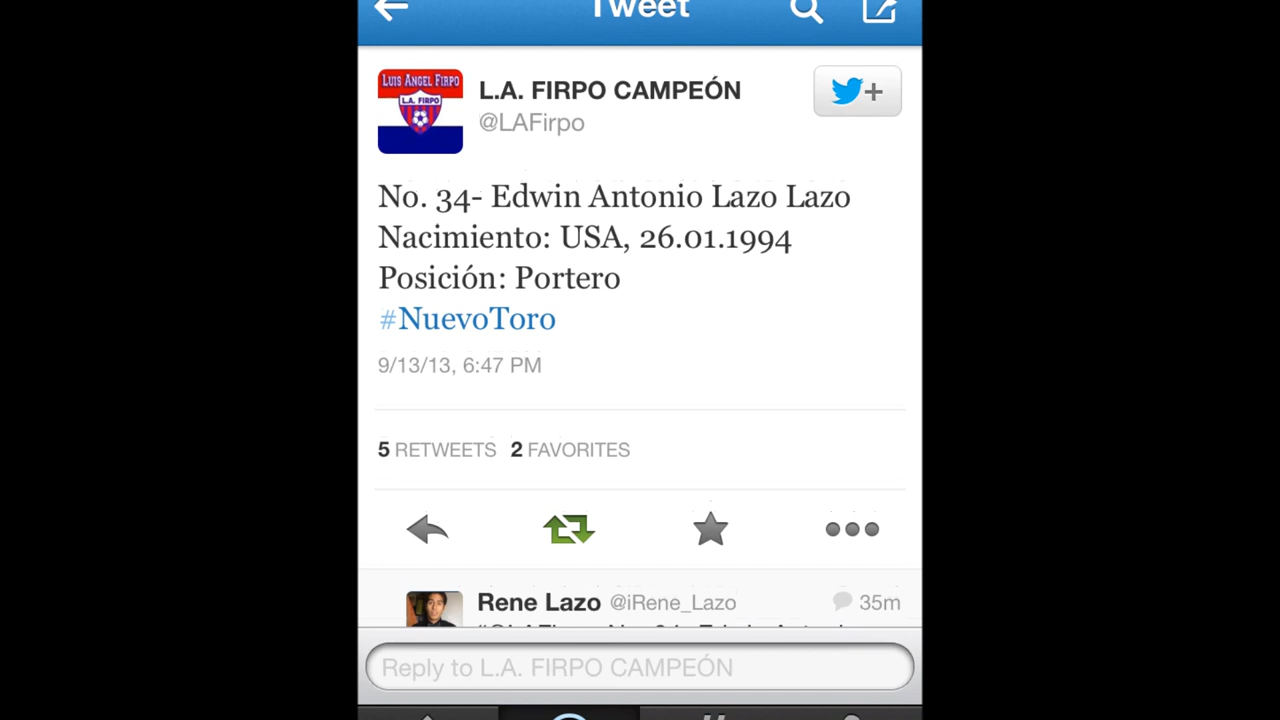 Tweet
LUIS ANGEL FIRPO
L.A. FIRPO
L.A. FIRPO CAMPEÓN
@LAFirpo
No. 34- Edwin Antonio Lazo Lazo
Nacimiento: USA, 26.01.1994
Posición: Portero
#NuevoToro
9/13/13, 6:47 PM
5 RETWEETS 2 FAVORITES
Rene Lazo @iRene_Lazo 35m
Reply to L.A. FIRPO CAMPEÓN